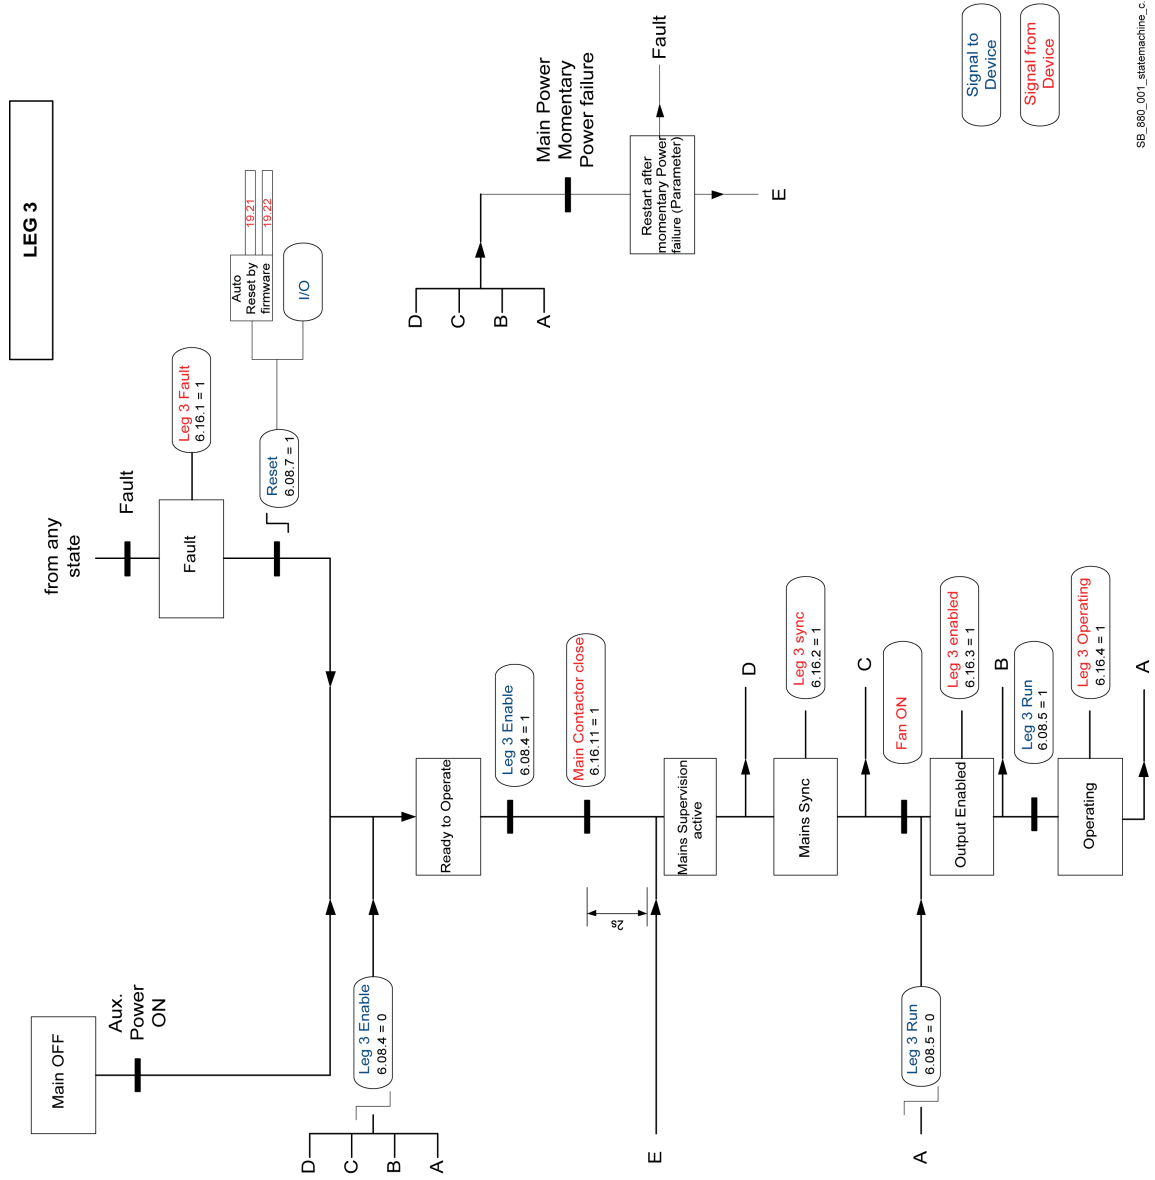 LEG 3
Main OFF
Aux.
Power
ON
from any
state
Fault
Fault
Leg 3 Fault
6.16.1 = 1
Reset
6.08.7 = 1
Auto
Reset by
firmware
19.21
19.22
I/O
D
C
B
A
Leg 3 Enable
6.08.4 = 0
Ready to Operate
Leg 3 Enable
6.08.4 = 1
Main Contactor close
6.16.11 = 1
2s
E
Mains Supervision
active
D
Mains Sync
Leg 3 sync
6.16.2 = 1
C
Fan ON
A
Leg 3 Run
6.08.5 = 0
Output Enabled
Leg 3 enabled
6.16.3 = 1
B
Leg 3 Run
6.08.5 = 1
Operating
Leg 3 Operating
6.16.4 = 1
A
D
C
B
A
Main Power
Momentary
Power failure
Restart after
momentary Power
failure (Parameter)
Fault
E
Signal to
Device
Signal from
Device
SB_880_001_statemachine_c.